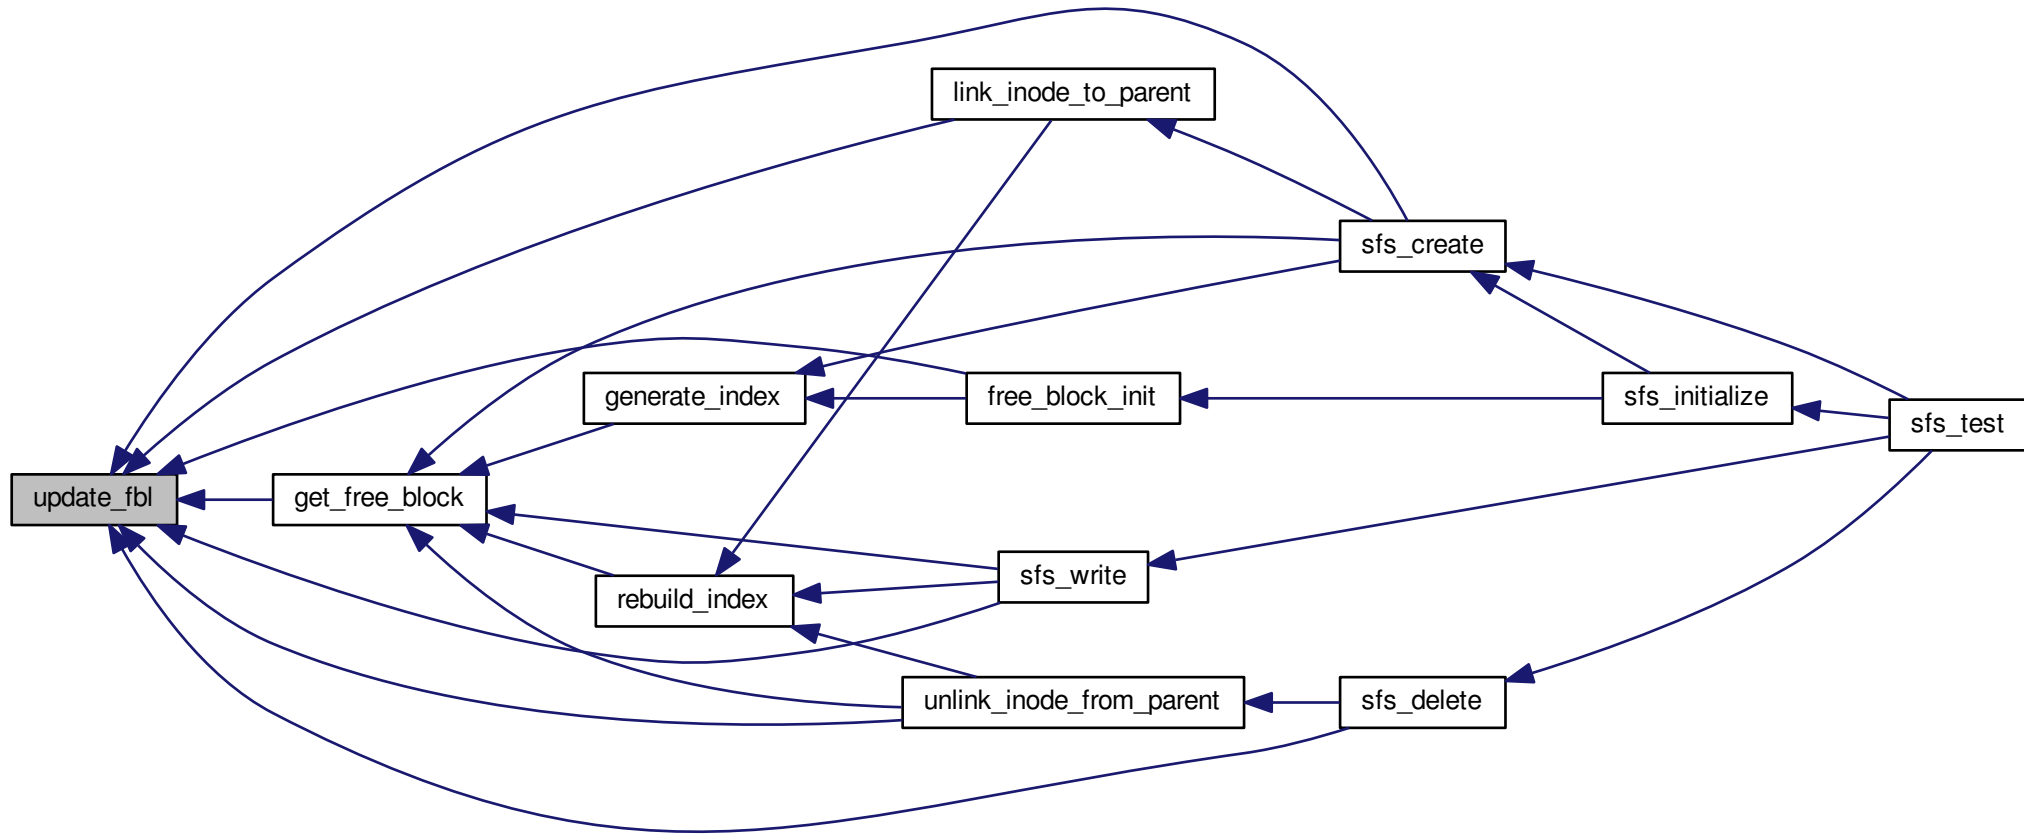 link_inode_to_parent
sfs_create
generate_index
free_block_init
sfs_initialize
sfs_test
update_fbl
get_free_block
sfs_write
rebuild_index
unlink_inode_from_parent
sfs_delete